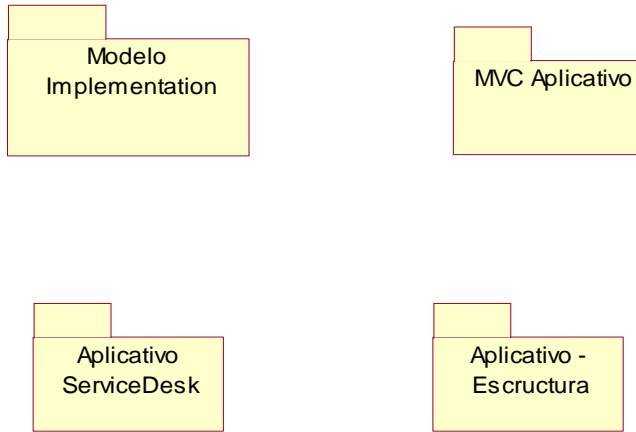 Modelo
Implementation
MVC Aplicativo
Aplicativo
ServiceDesk
Aplicativo -
Escructura